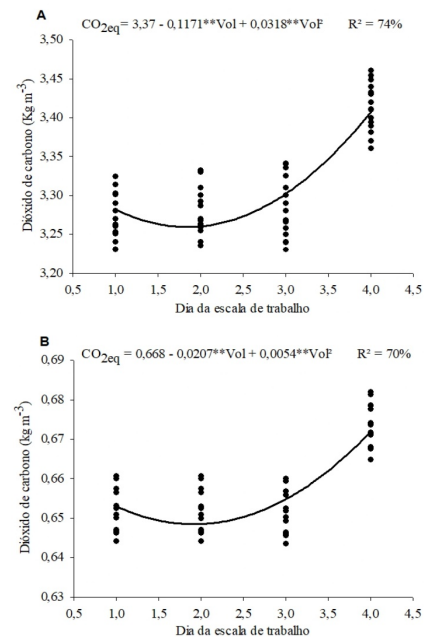 A
CO2eq= 3,37 - 0,1171**Vol + 0,0318**Vol² R² = 74%
3,50
3,45
3,40
3,35
3,30
3,25
3,20
Dióxido de carbono (Kg m-3)
0,5 1,0 1,5 2,0 2,5 3,0 3,5 4,0 4,5
Dia da escala de trabalho
B
CO2eq = 0,668 - 0,0207**Vol + 0,0054**Vol² R² = 70%
0,69
0,68
0,67
0,66
0,65
0,64
0,63
Dióxido de carbono (kg m-3)
0,5 1,0 1,5 2,0 2,5 3,0 3,5 4,0 4,5
Dia da escala de trabalho